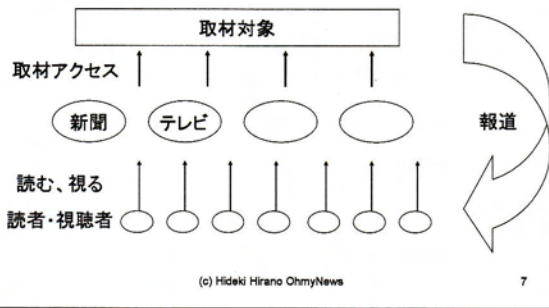 取材対象
取材アクセス
新聞 テレビ
報道
読む、視る
読者・視聴者
(c) Hideki Hirano OhmyNews 7